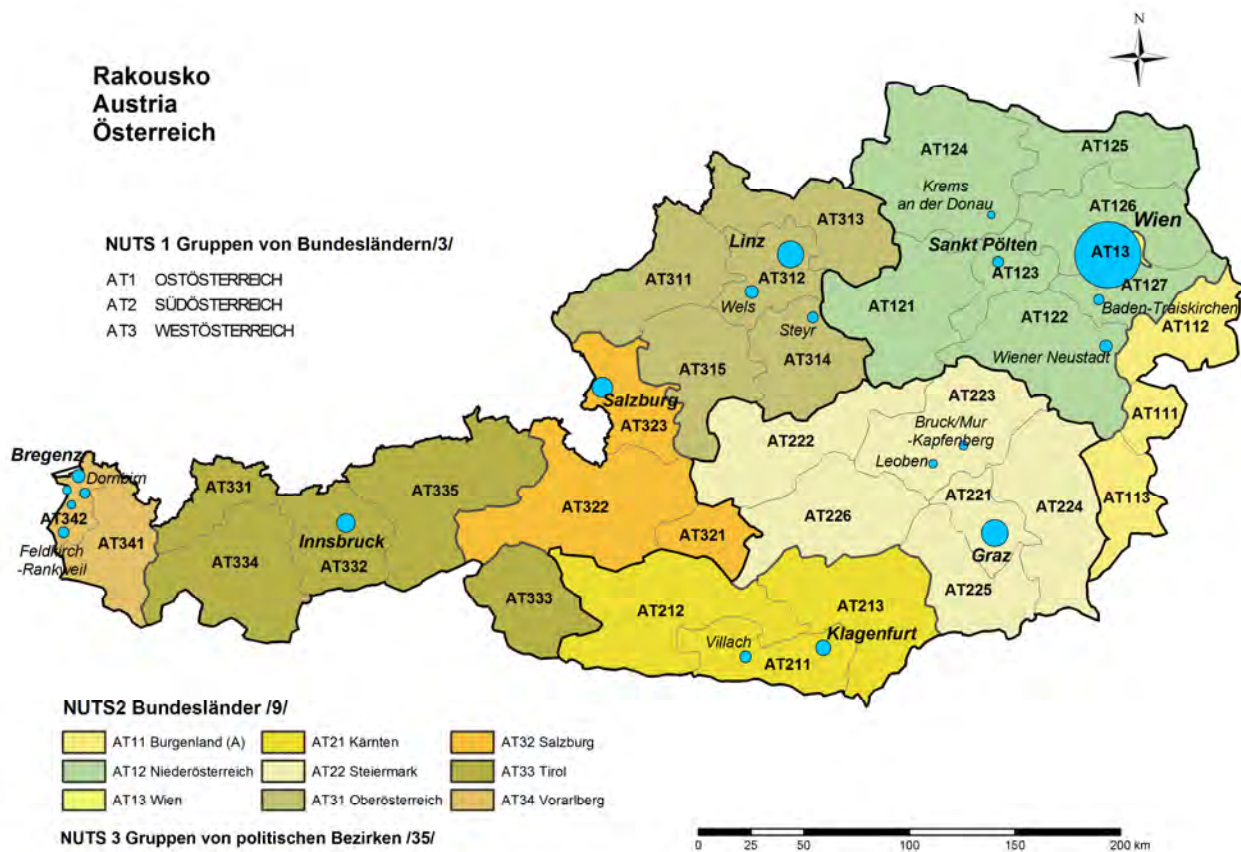 N
Rakousko
Austria
Österreich
NUTS 1 Gruppen von Bundesländern/3/
AT1 OSTÖSTERREICH
AT2 SÜDÖSTERREICH
AT3 WESTÖSTERREICH
AT124
AT125
Krems
an der Donau
AT126
Wien
AT313
Linz
Sankt Pölten
AT13
AT123
AT311
AT312
AT127
Wels
AT121
Baden-Traiskirchen
Steyr
AT122
AT112
Wiener Neustadt
AT314
AT315
Salzburg
AT223
AT111
Bruck/Mur
-Kapfenberg
AT323
AT222
Bregenz
Leoben
Dornbirn
AT331
AT335
AT221
AT113
AT322
AT224
AT342
AT226
AT341
Innsbruck
AT321
Feldkirch
-Rankweil
AT334
AT332
Graz
AT225
AT333
AT212
AT213
Villach
Klagenfurt
AT211
NUTS2 Bundesländer /9/
AT11 Burgenland (A)
AT21 Kärnten
AT32 Salzburg
AT12 Niederösterreich
AT22 Steiermark
AT33 Tirol
AT13 Wien
AT31 Oberösterreich
AT34 Vorarlberg
NUTS 3 Gruppen von politischen Bezirken /35/
0 25 50 100 150 200 km